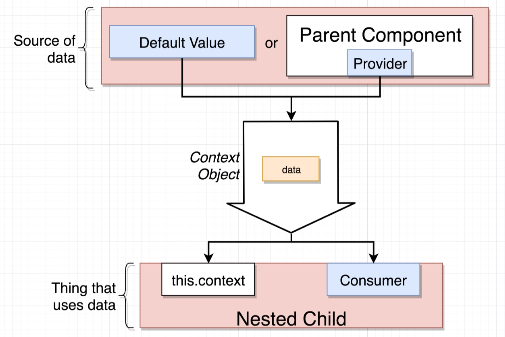 Source of
data
Default Value
or
Parent Component
Provider
Context
Object
data
Thing that
uses data
this.context
Consumer
Nested Child